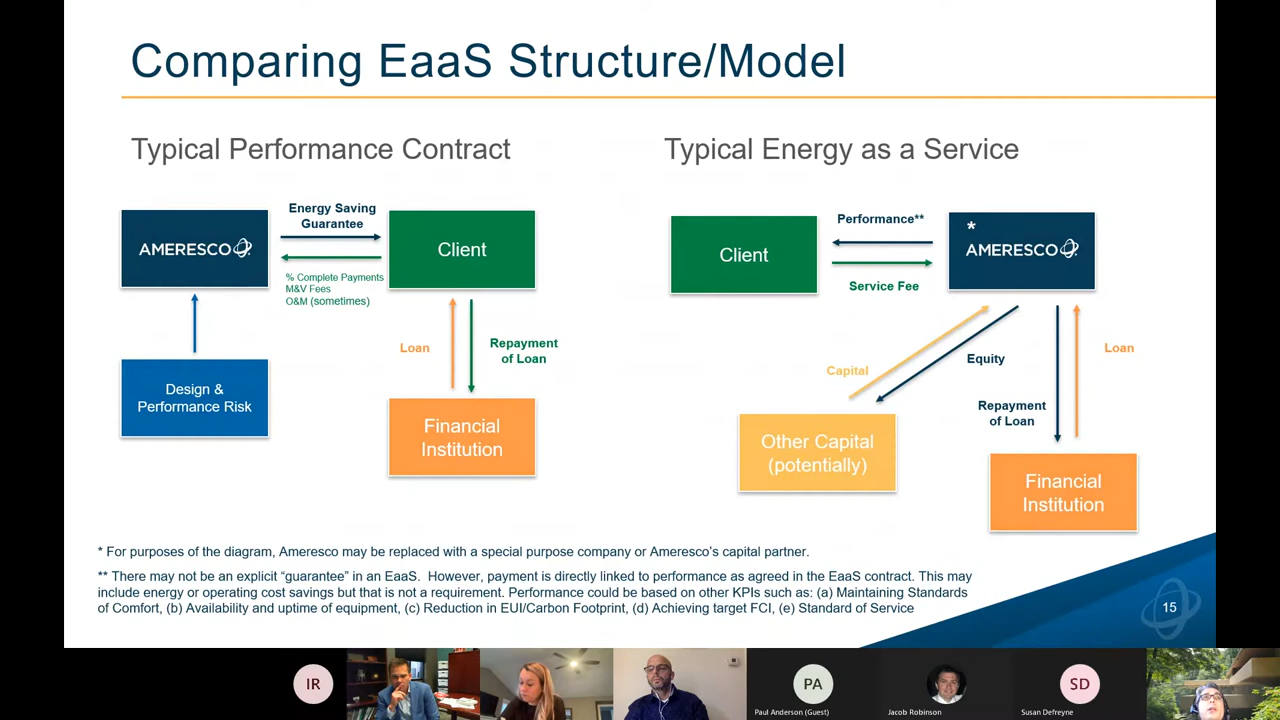 Comparing EaaS Structure/Model
Typical Performance Contract
AMERESCO
Energy Saving
Guarantee
% Complete Payments
M&V Fees
O&M (sometimes)
Client
Design &
Performance Risk
Loan
Repayment
of Loan
Financial
Institution
Typical Energy as a Service
Client
Performance**
Service Fee
*
AMERESCO
Capital
Equity
Repayment
of Loan
Loan
Other Capital
(potentially)
Financial
Institution
* For purposes of the diagram, Ameresco may be replaced with a special purpose company or Ameresco's capital partner.
** There may not be an explicit “guarantee” in an EaaS. However, payment is directly linked to performance as agreed in the EaaS contract. This may
include energy or operating cost savings but that is not a requirement. Performance could be based on other KPIs such as: (a) Maintaining Standards
of Comfort, (b) Availability and uptime of equipment, (c) Reduction in EUI/Carbon Footprint, (d) Achieving target FCI, (e) Standard of Service
15
IR
PA
Paul Anderson (Guest)
Jacob Robinson
SD
Susan Defreyne